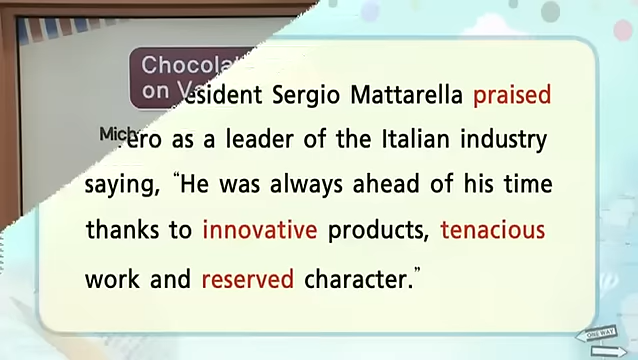 Chocola
on V
Mich
esident Sergio Mattarella praised
rero as a leader of the Italian industry
saying, “He was always ahead of his time
thanks to innovative products, tenacious
work and reserved character.”
ONE WAY